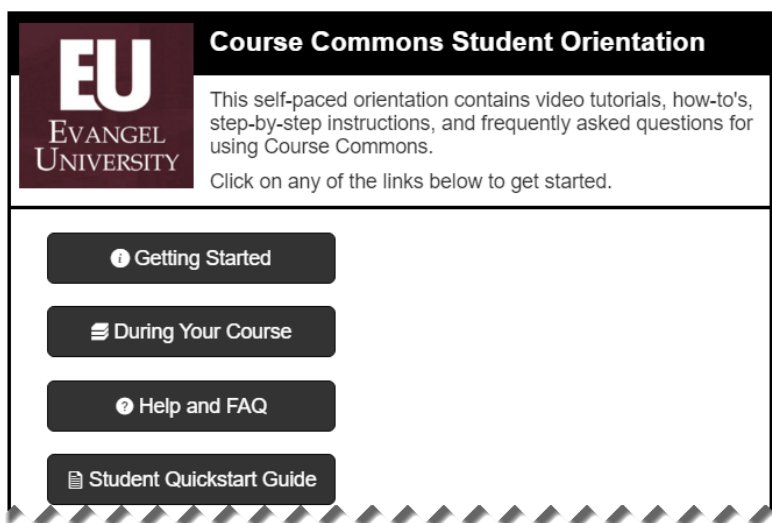 EU
EVANGEL
UNIVERSITY
Course Commons Student Orientation
This self-paced orientation contains video tutorials, how-to's,
step-by-step instructions, and frequently asked questions for
using Course Commons.
Click on any of the links below to get started.
Getting Started
During Your Course
Help and FAQ
Student Quickstart Guide